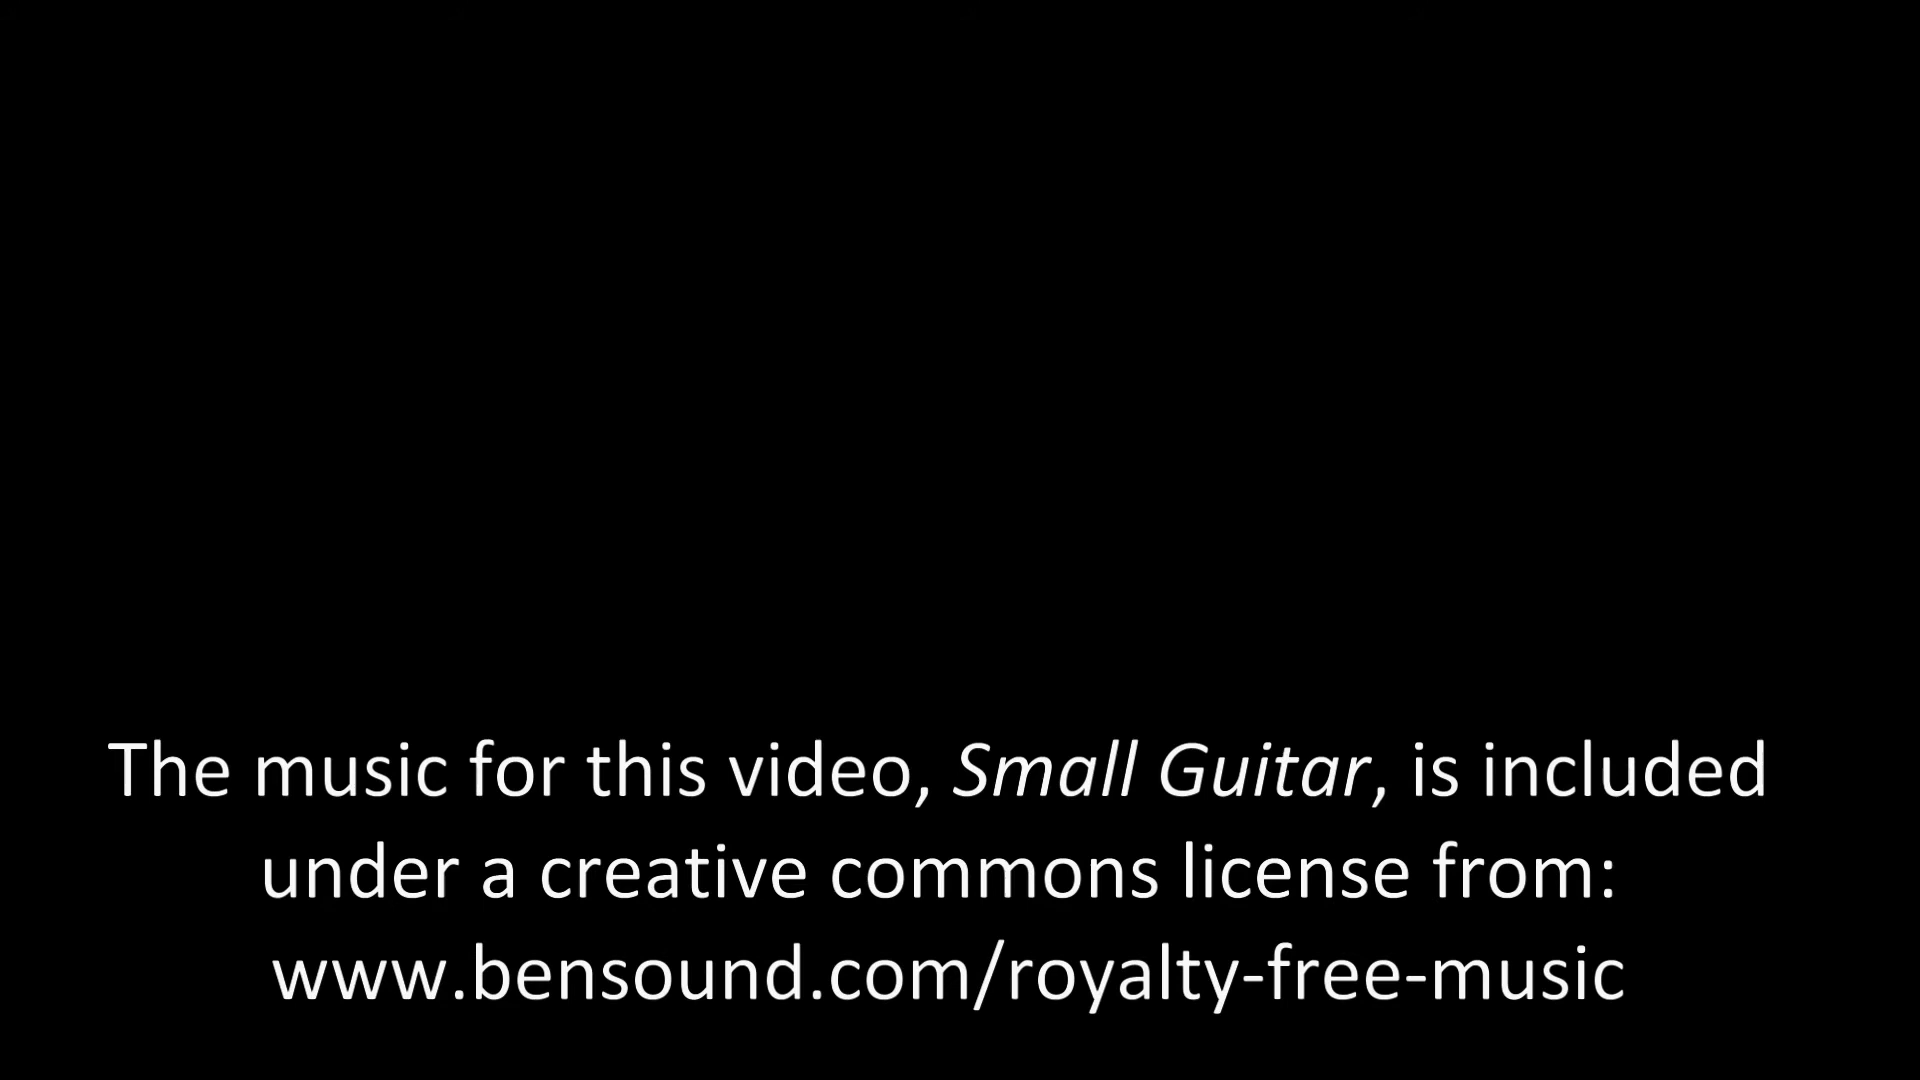 The music for this video, Small Guitar, is included
under a creative commons license from:
www.bensound.com/royalty-free-music